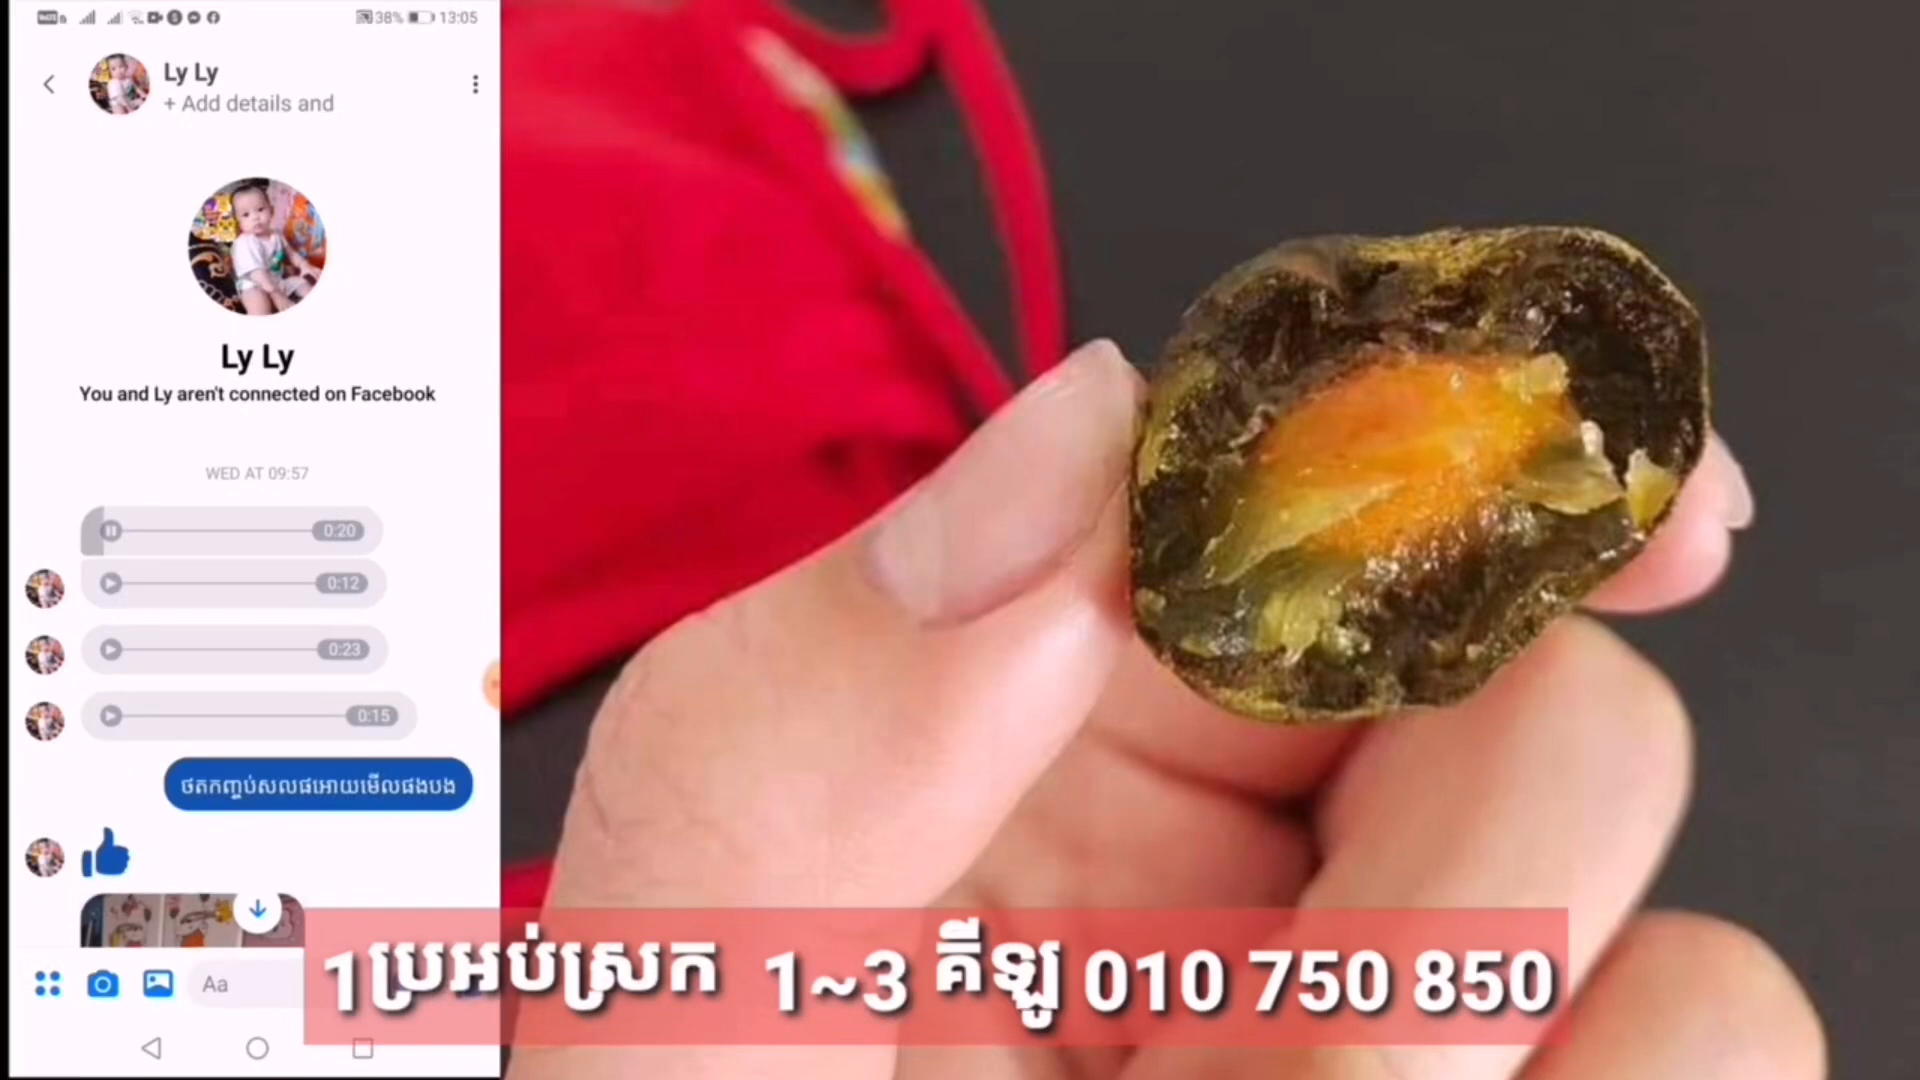 38% 13:05
Ly Ly
+ Add details and
Ly Ly
You and Ly aren't connected on Facebook
WED AT 09:57
0:20
0:12
0:23
0:15
ថតកញ្ចប់សលផអោយមើលផងបង
Aa
1ប្រអប់ស្រក 1~3 គីឡូ 010 750 850